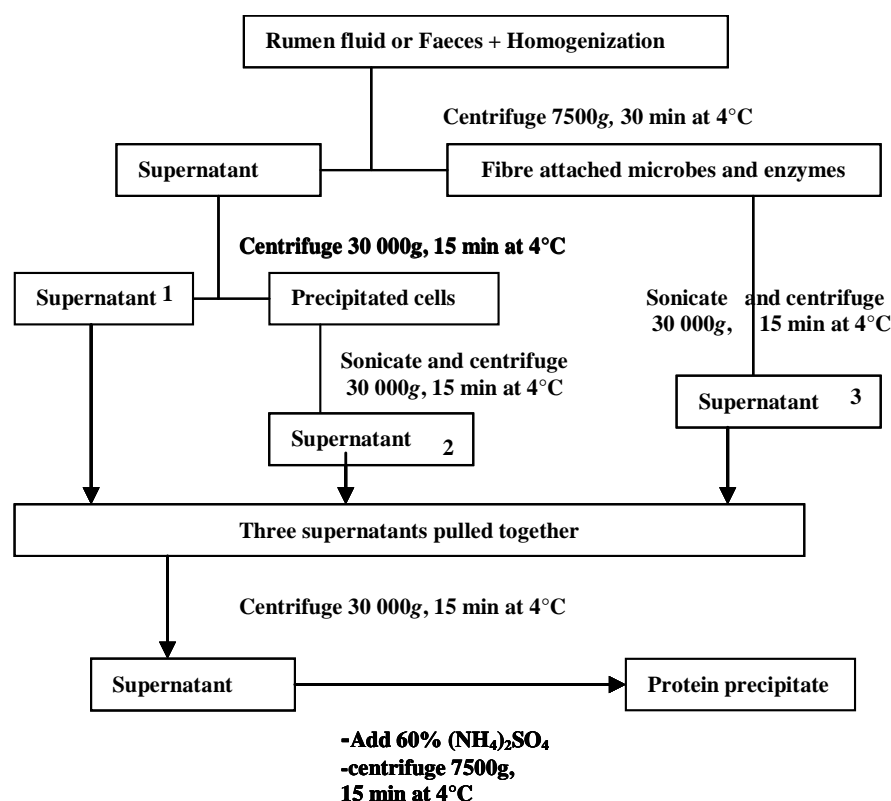 Rumen fluid or Faeces + Homogenization
Centrifuge 7500g, 30 min at 4°C
Supernatant
Fibre attached microbes and enzymes
Centrifuge 30 000g, 15 min at 4°C
Supernatant 1
Precipitated cells
Sonicate and centrifuge
30 000g, 15 min at 4°C
Sonicate and centrifuge
30 000g, 15 min at 4°C
Supernatant 2
Supernatant 3
Three supernatants pulled together
Centrifuge 30 000g, 15 min at 4°C
Supernatant
Protein precipitate
-Add 60% (NH₄)₂SO₄
-centrifuge 7500g,
15 min at 4°C